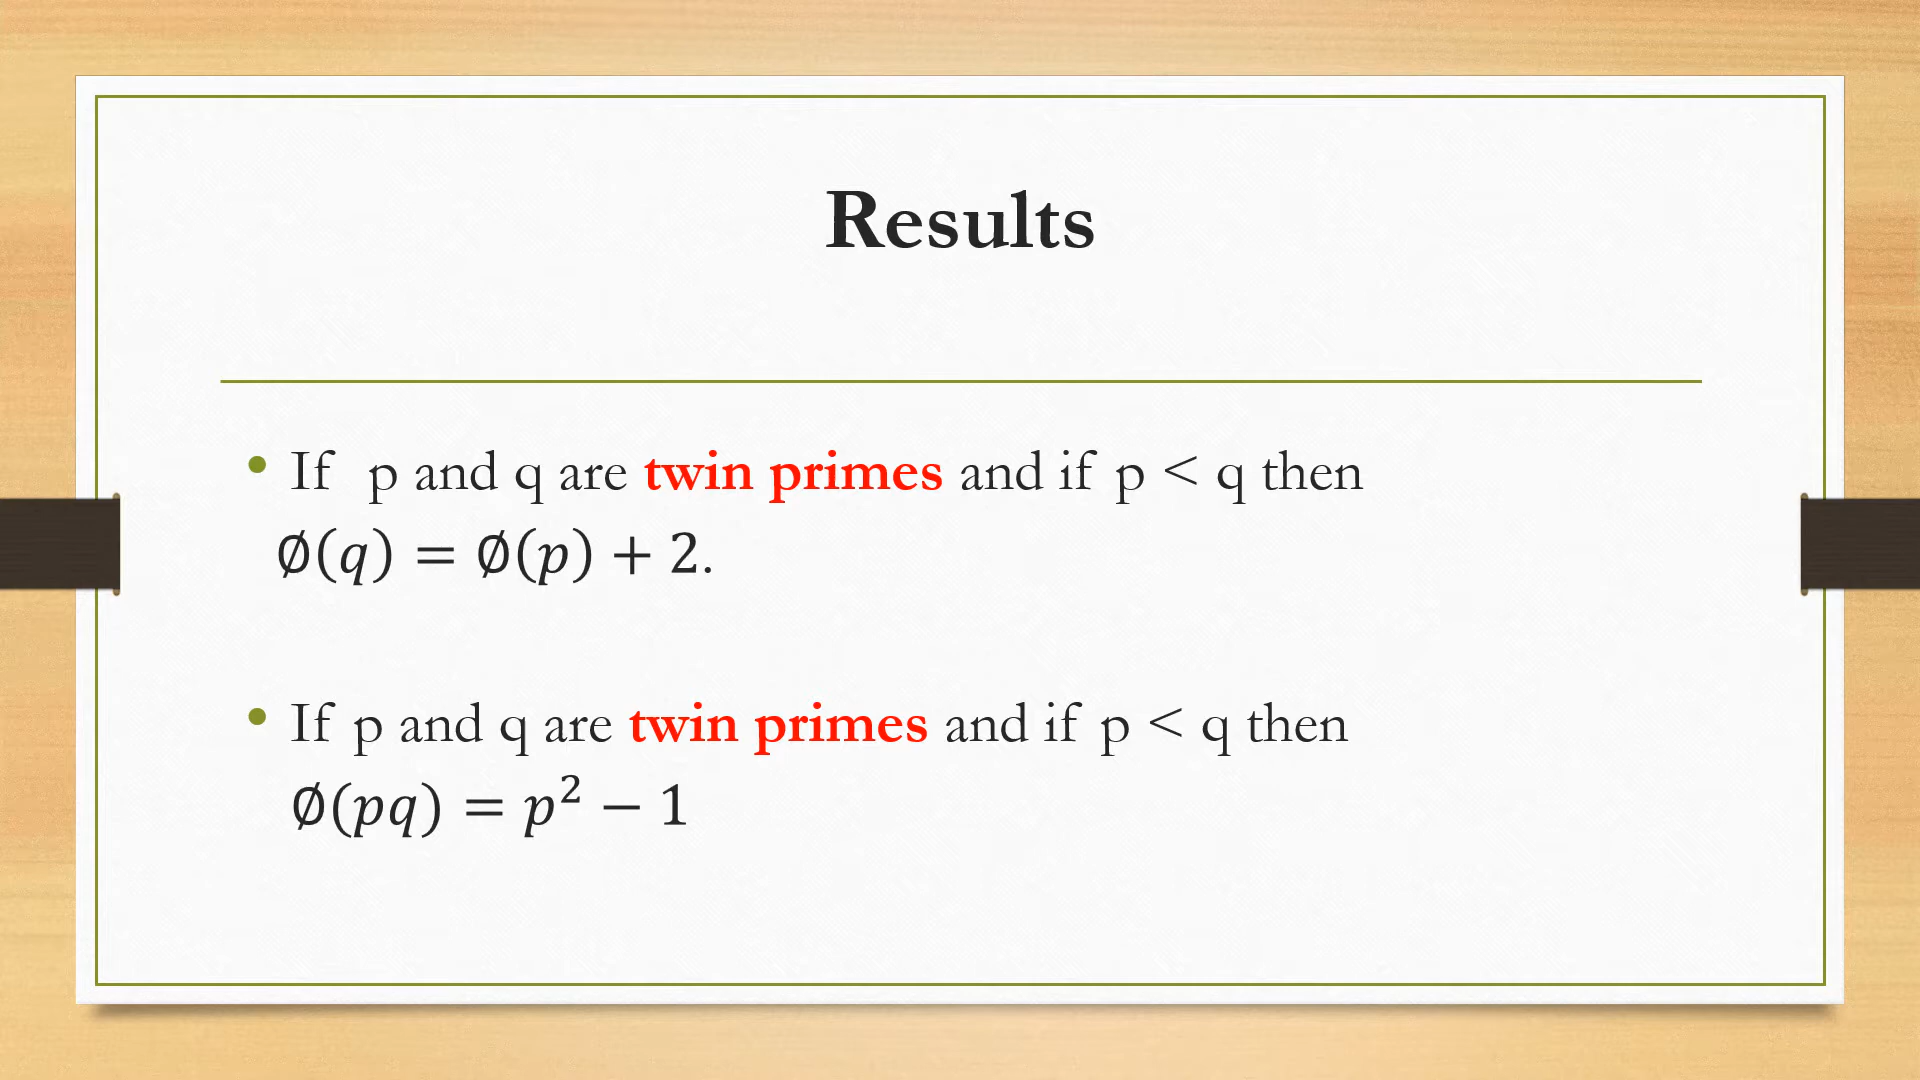 Results
• If p and q are twin primes and if p < q then
∅(q) = ∅(p) + 2.
• If p and q are twin primes and if p < q then
∅(pq) = p² − 1